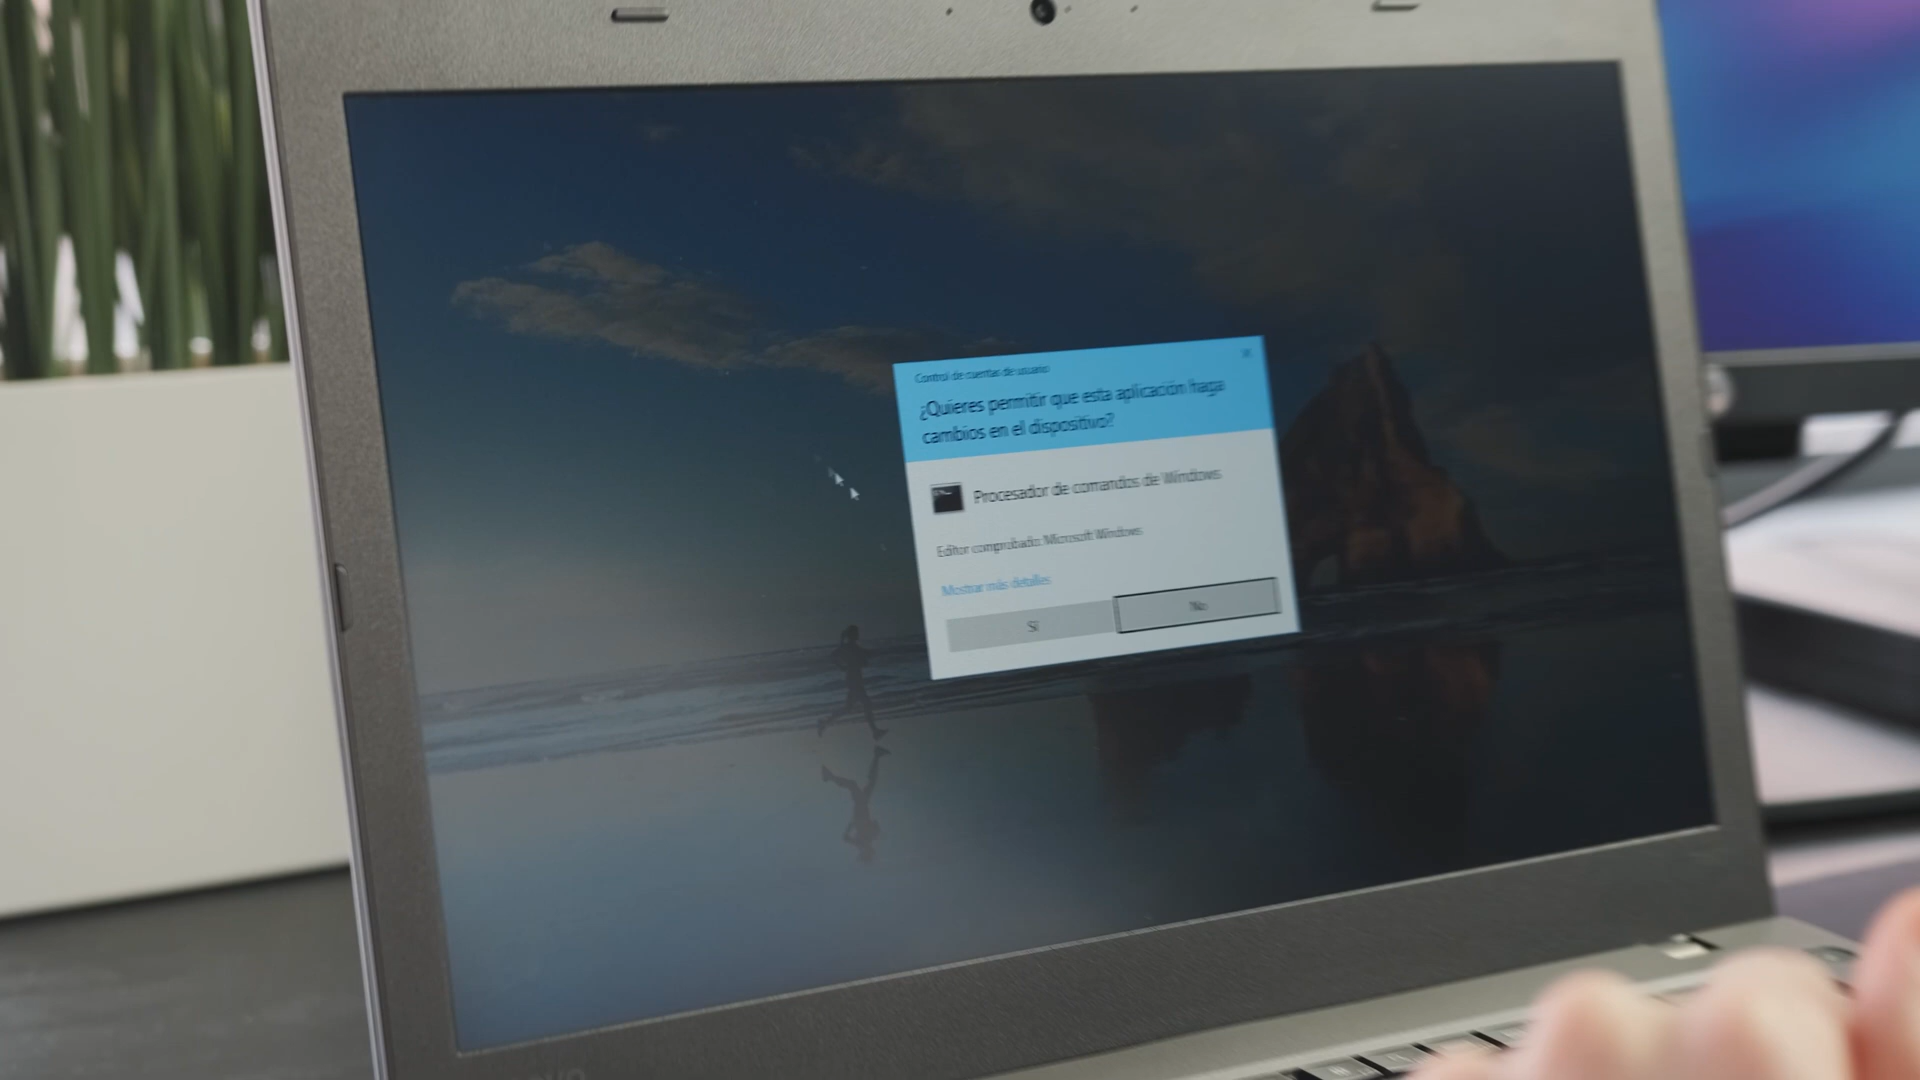 Control de cuentas de usuario
¿Quieres permitir que esta aplicación haga
cambios en el dispositivo?
Procesador de comandos de Windows
Editor comprobado: Microsoft Windows
Mostrar más detalles
Sí
No